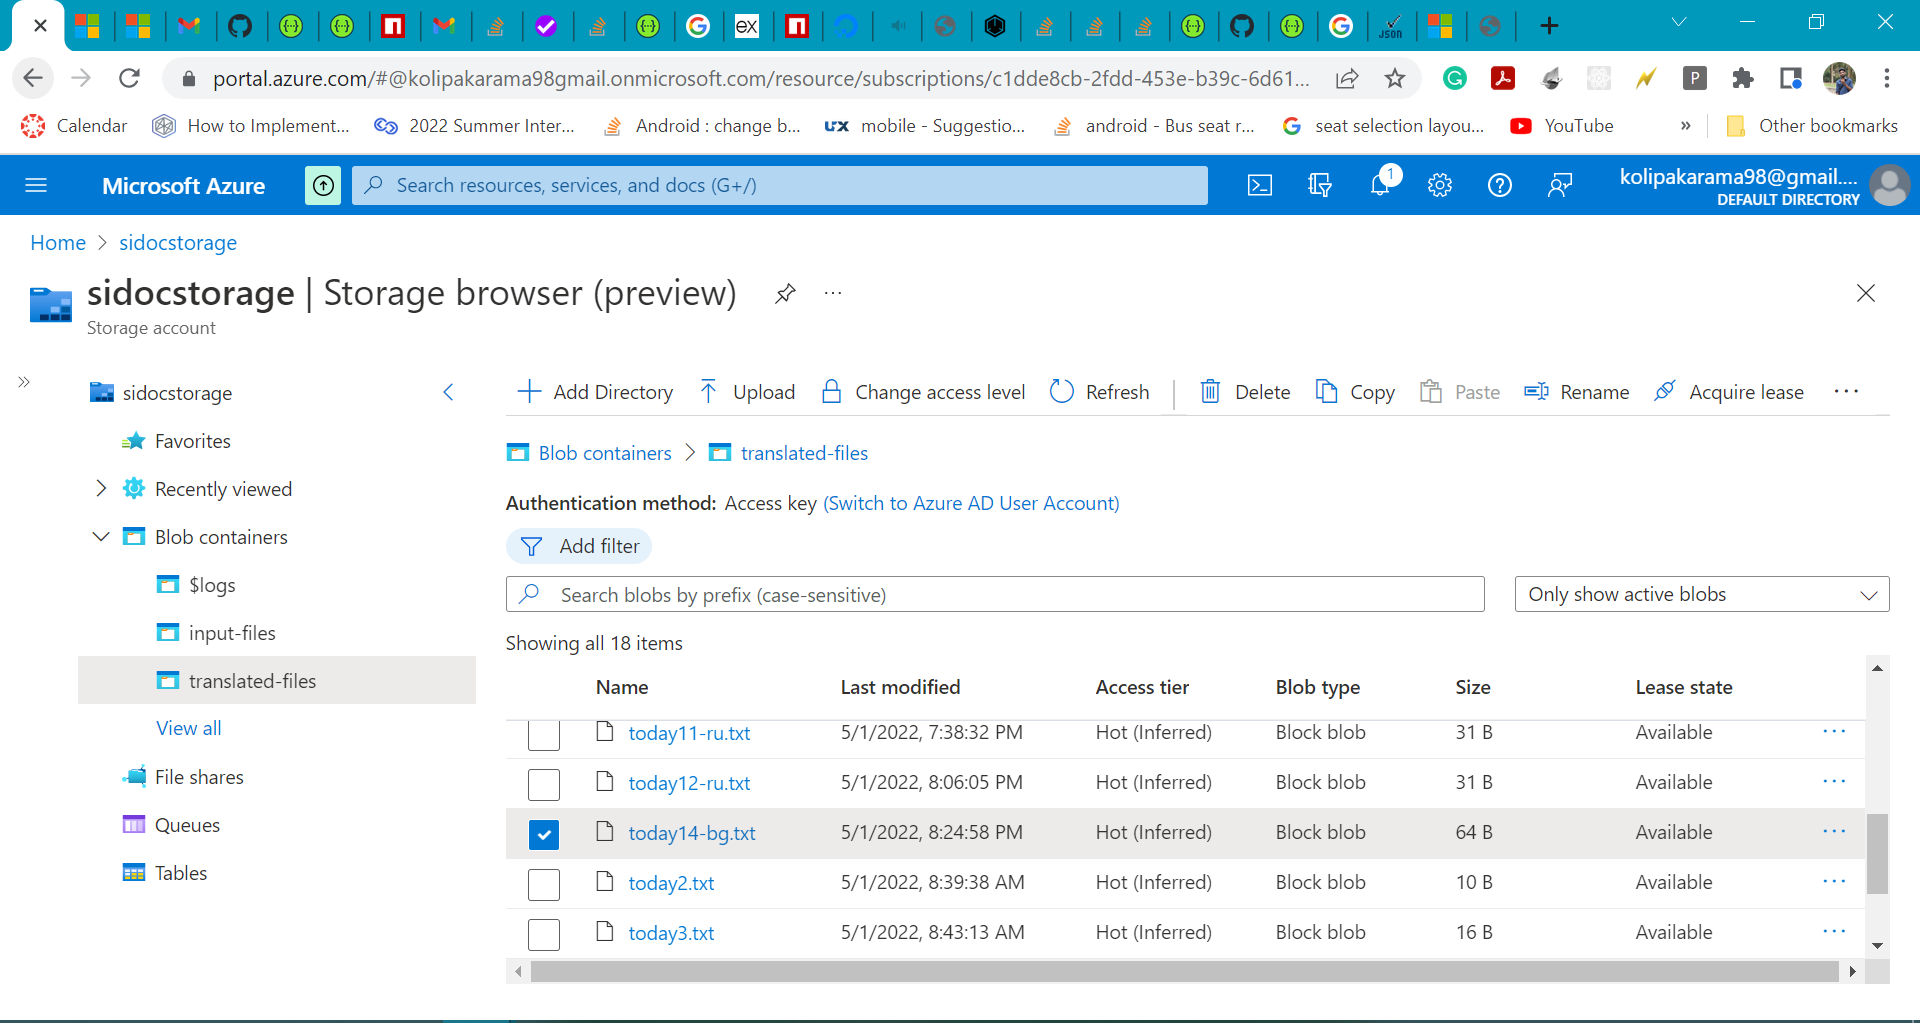 portal.azure.com/#@kolipakarama98gmail.onmicrosoft.com/resource/subscriptions/c1dde8cb-2fdd-453e-b39c-6d61...
Calendar
How to Implement...
2022 Summer Inter...
Android : change b...
mobile - Suggestio...
android - Bus seat r...
seat selection layou...
YouTube
»
Other bookmarks
Microsoft Azure
Search resources, services, and docs (G+/)
1
kolipakarama98@gmail....
DEFAULT DIRECTORY
Home > sidocstorage
sidocstorage | Storage browser (preview)
...
Storage account
sidocstorage
Favorites
Recently viewed
Blob containers
$logs
input-files
translated-files
View all
File shares
Queues
Tables
Add Directory
Upload
Change access level
Refresh
Delete
Copy
Paste
Rename
Acquire lease
...
Blob containers > translated-files
Authentication method: Access key (Switch to Azure AD User Account)
Add filter
Search blobs by prefix (case-sensitive)
Only show active blobs
Showing all 18 items
Name Last modified Access tier Blob type Size Lease state
today11-ru.txt 5/1/2022, 7:38:32 PM Hot (Inferred) Block blob 31 B Available ...
today12-ru.txt 5/1/2022, 8:06:05 PM Hot (Inferred) Block blob 31 B Available ...
today14-bg.txt 5/1/2022, 8:24:58 PM Hot (Inferred) Block blob 64 B Available ...
today2.txt 5/1/2022, 8:39:38 AM Hot (Inferred) Block blob 10 B Available ...
today3.txt 5/1/2022, 8:43:13 AM Hot (Inferred) Block blob 16 B Available ...